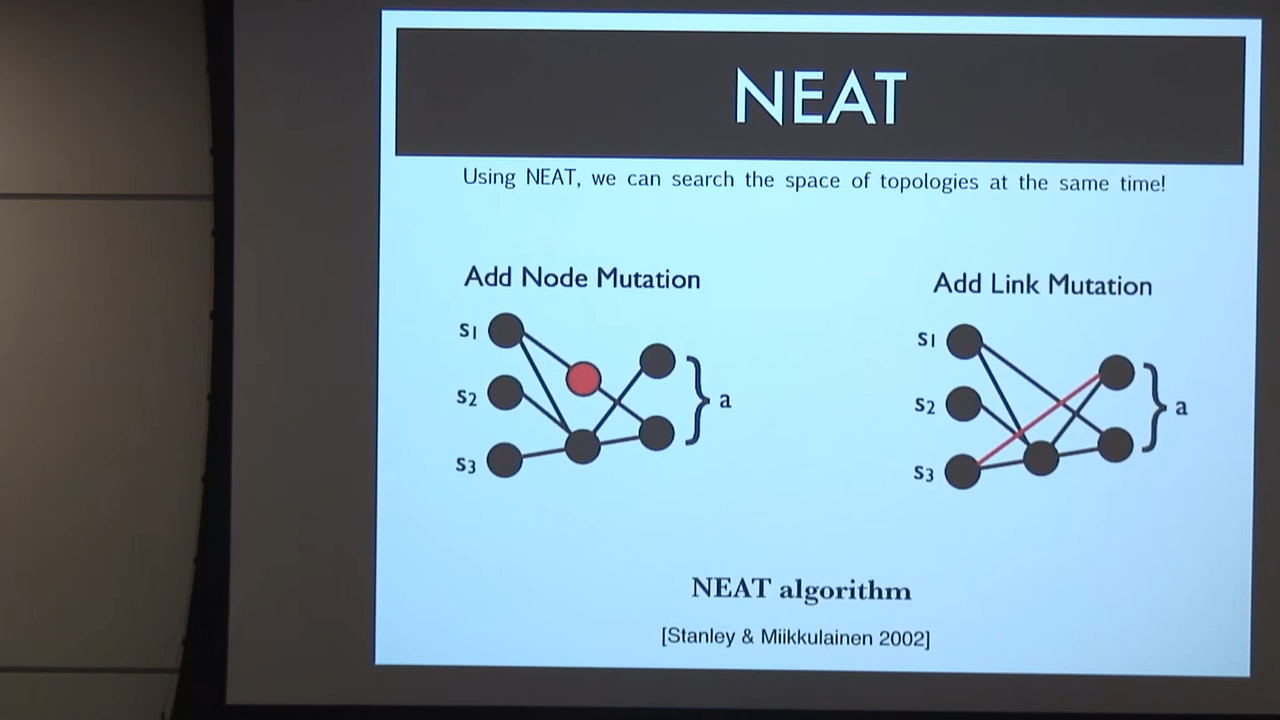 NEAT
Using NEAT, we can search the space of topologies at the same time!
Add Node Mutation
S1
S2
S3
} a
Add Link Mutation
S1
S2
S3
} a
NEAT algorithm
[Stanley & Miikkulainen 2002]